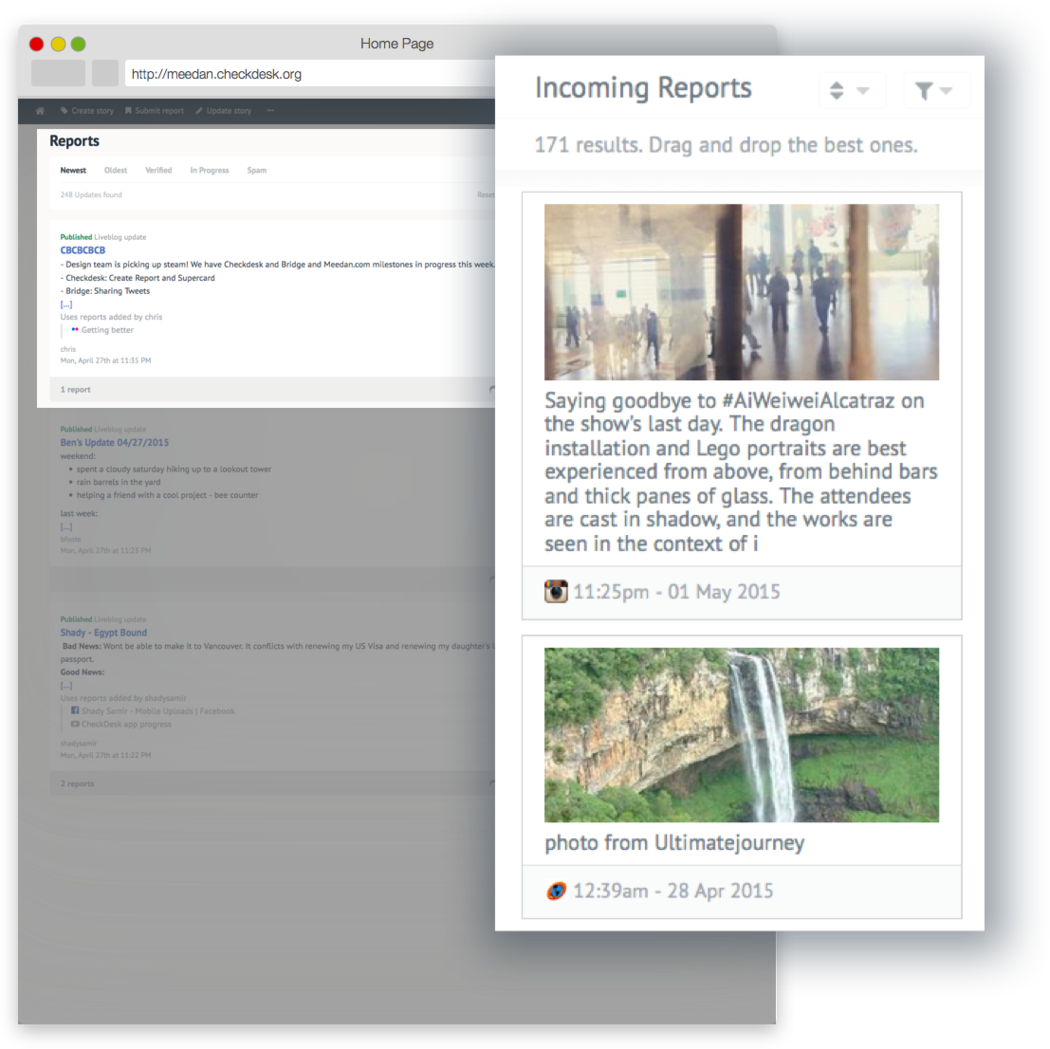 Home Page
http://meedan.checkdesk.org
Create story Submit report Update story
Reports
Newest Oldest Verified In Progress Spam
248 Updates found Reset
Published Liveblog update
CBCBCBCB
- Design team is picking up steam! We have Checkdesk and Bridge and Meedan.com milestones in progress this week.
- Checkdesk: Create Report and Supercard
- Bridge: Sharing Tweets
[...]
Uses reports added by chris
Getting better
chris
Mon, April 27th at 11:35 PM
1 report
Published Liveblog update
Ben's Update 04/27/2015
weekend:
• spent a cloudy saturday hiking up to a lookout tower
• rain barrels in the yard
• helping a friend with a cool project - bee counter
last week:
[...]
bfoote
Mon, April 27th at 11:23 PM
Published Liveblog update
Shady - Egypt Bound
Bad News: Wont be able to make it to Vancouver. It conflicts with renewing my US Visa and renewing my daughter's
passport.
Good News:
[...]
Uses reports added by shadysamir
Shady Samir - Mobile Uploads | Facebook
CheckDesk app progress
shadysamir
Mon, April 27th at 11:22 PM
2 reports
Incoming Reports
171 results. Drag and drop the best ones.
Saying goodbye to #AiWeiweiAlcatraz on
the show's last day. The dragon
installation and Lego portraits are best
experienced from above, from behind bars
and thick panes of glass. The attendees
are cast in shadow, and the works are
seen in the context of i
11:25pm - 01 May 2015
photo from Ultimatejourney
12:39am - 28 Apr 2015